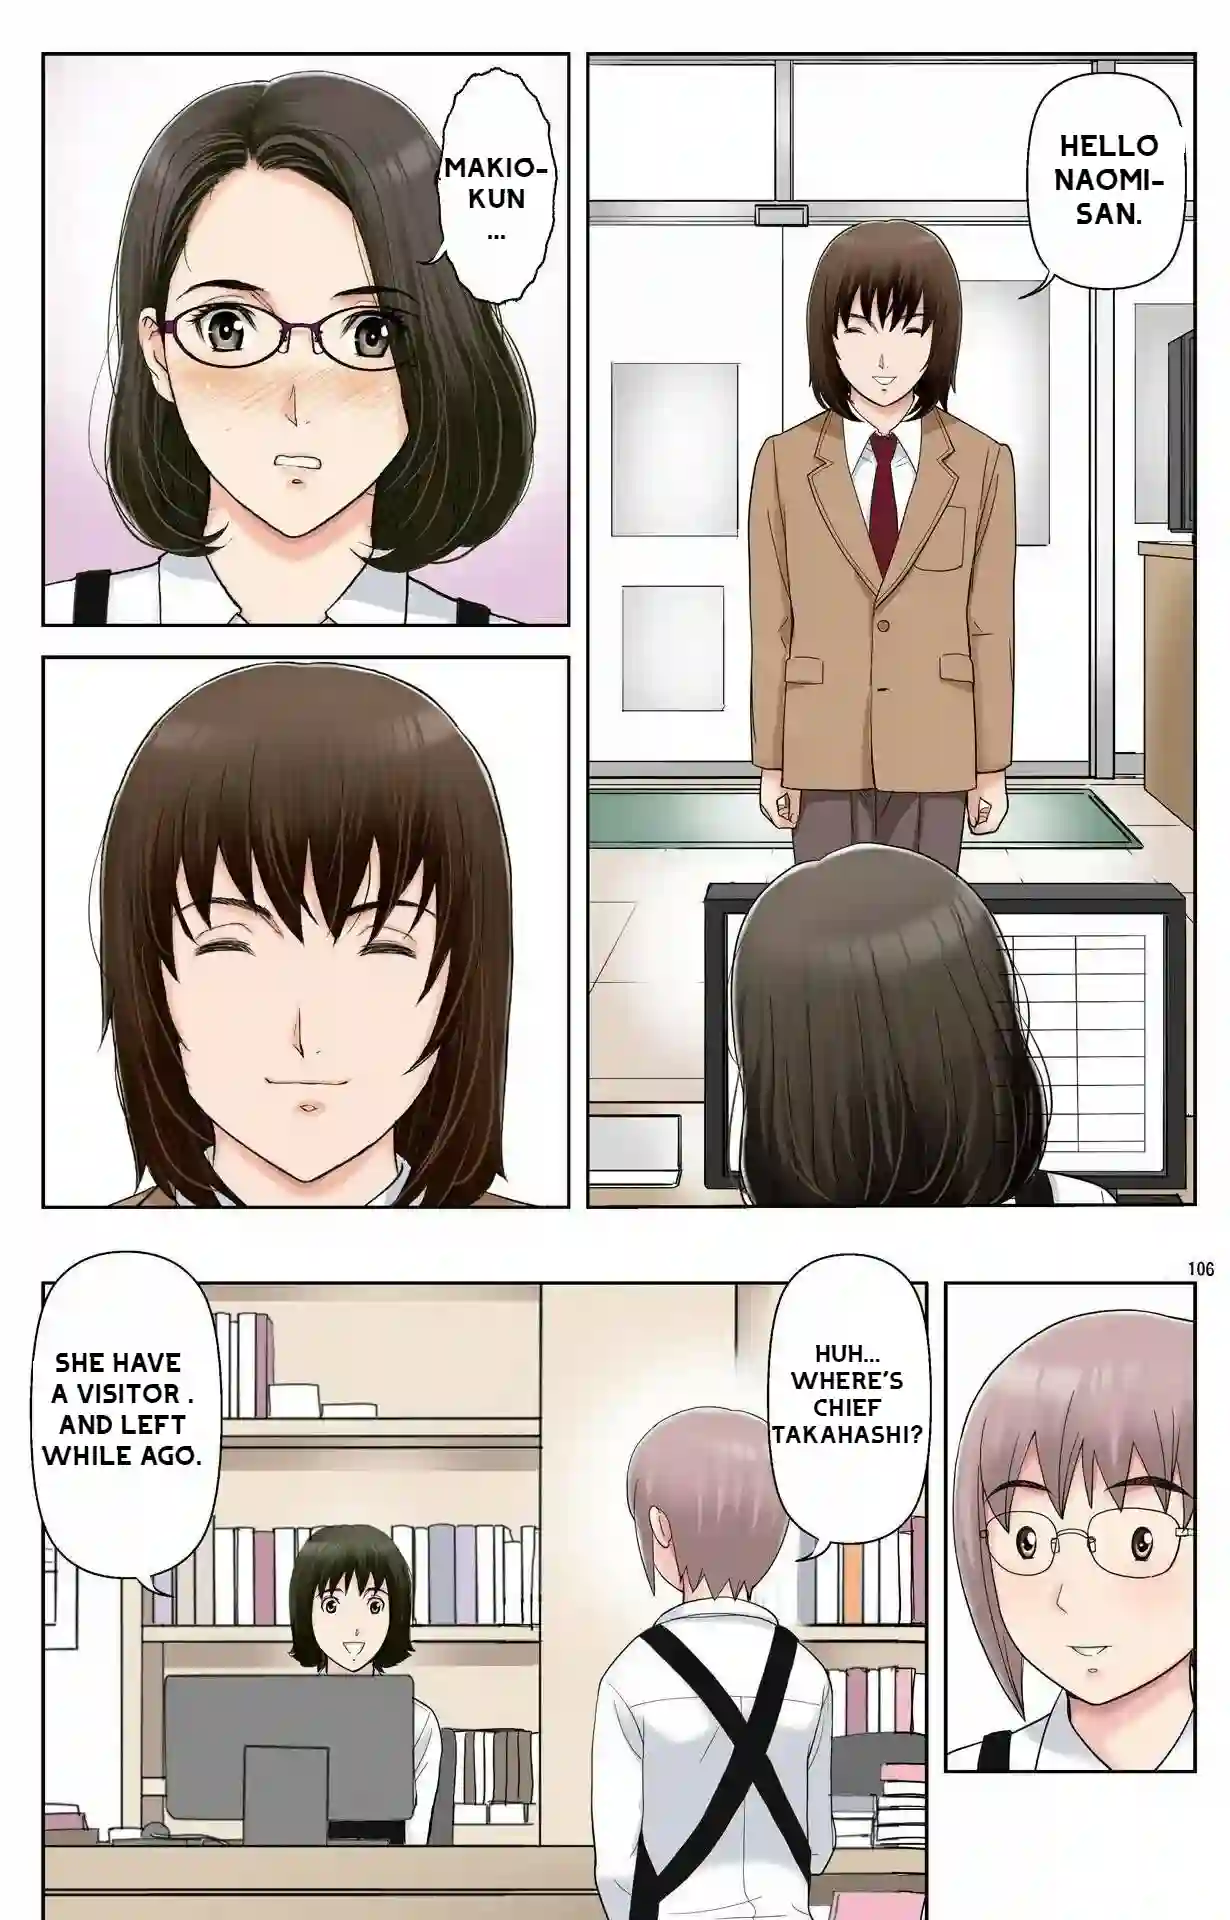 HELLO
NAOMI-
SAN.
MAKIO-
KUN
...
106
HUH...
WHERE'S
CHIEF
TAKAHASHI?
SHE HAVE
A VISITOR .
AND LEFT
WHILE AGO.